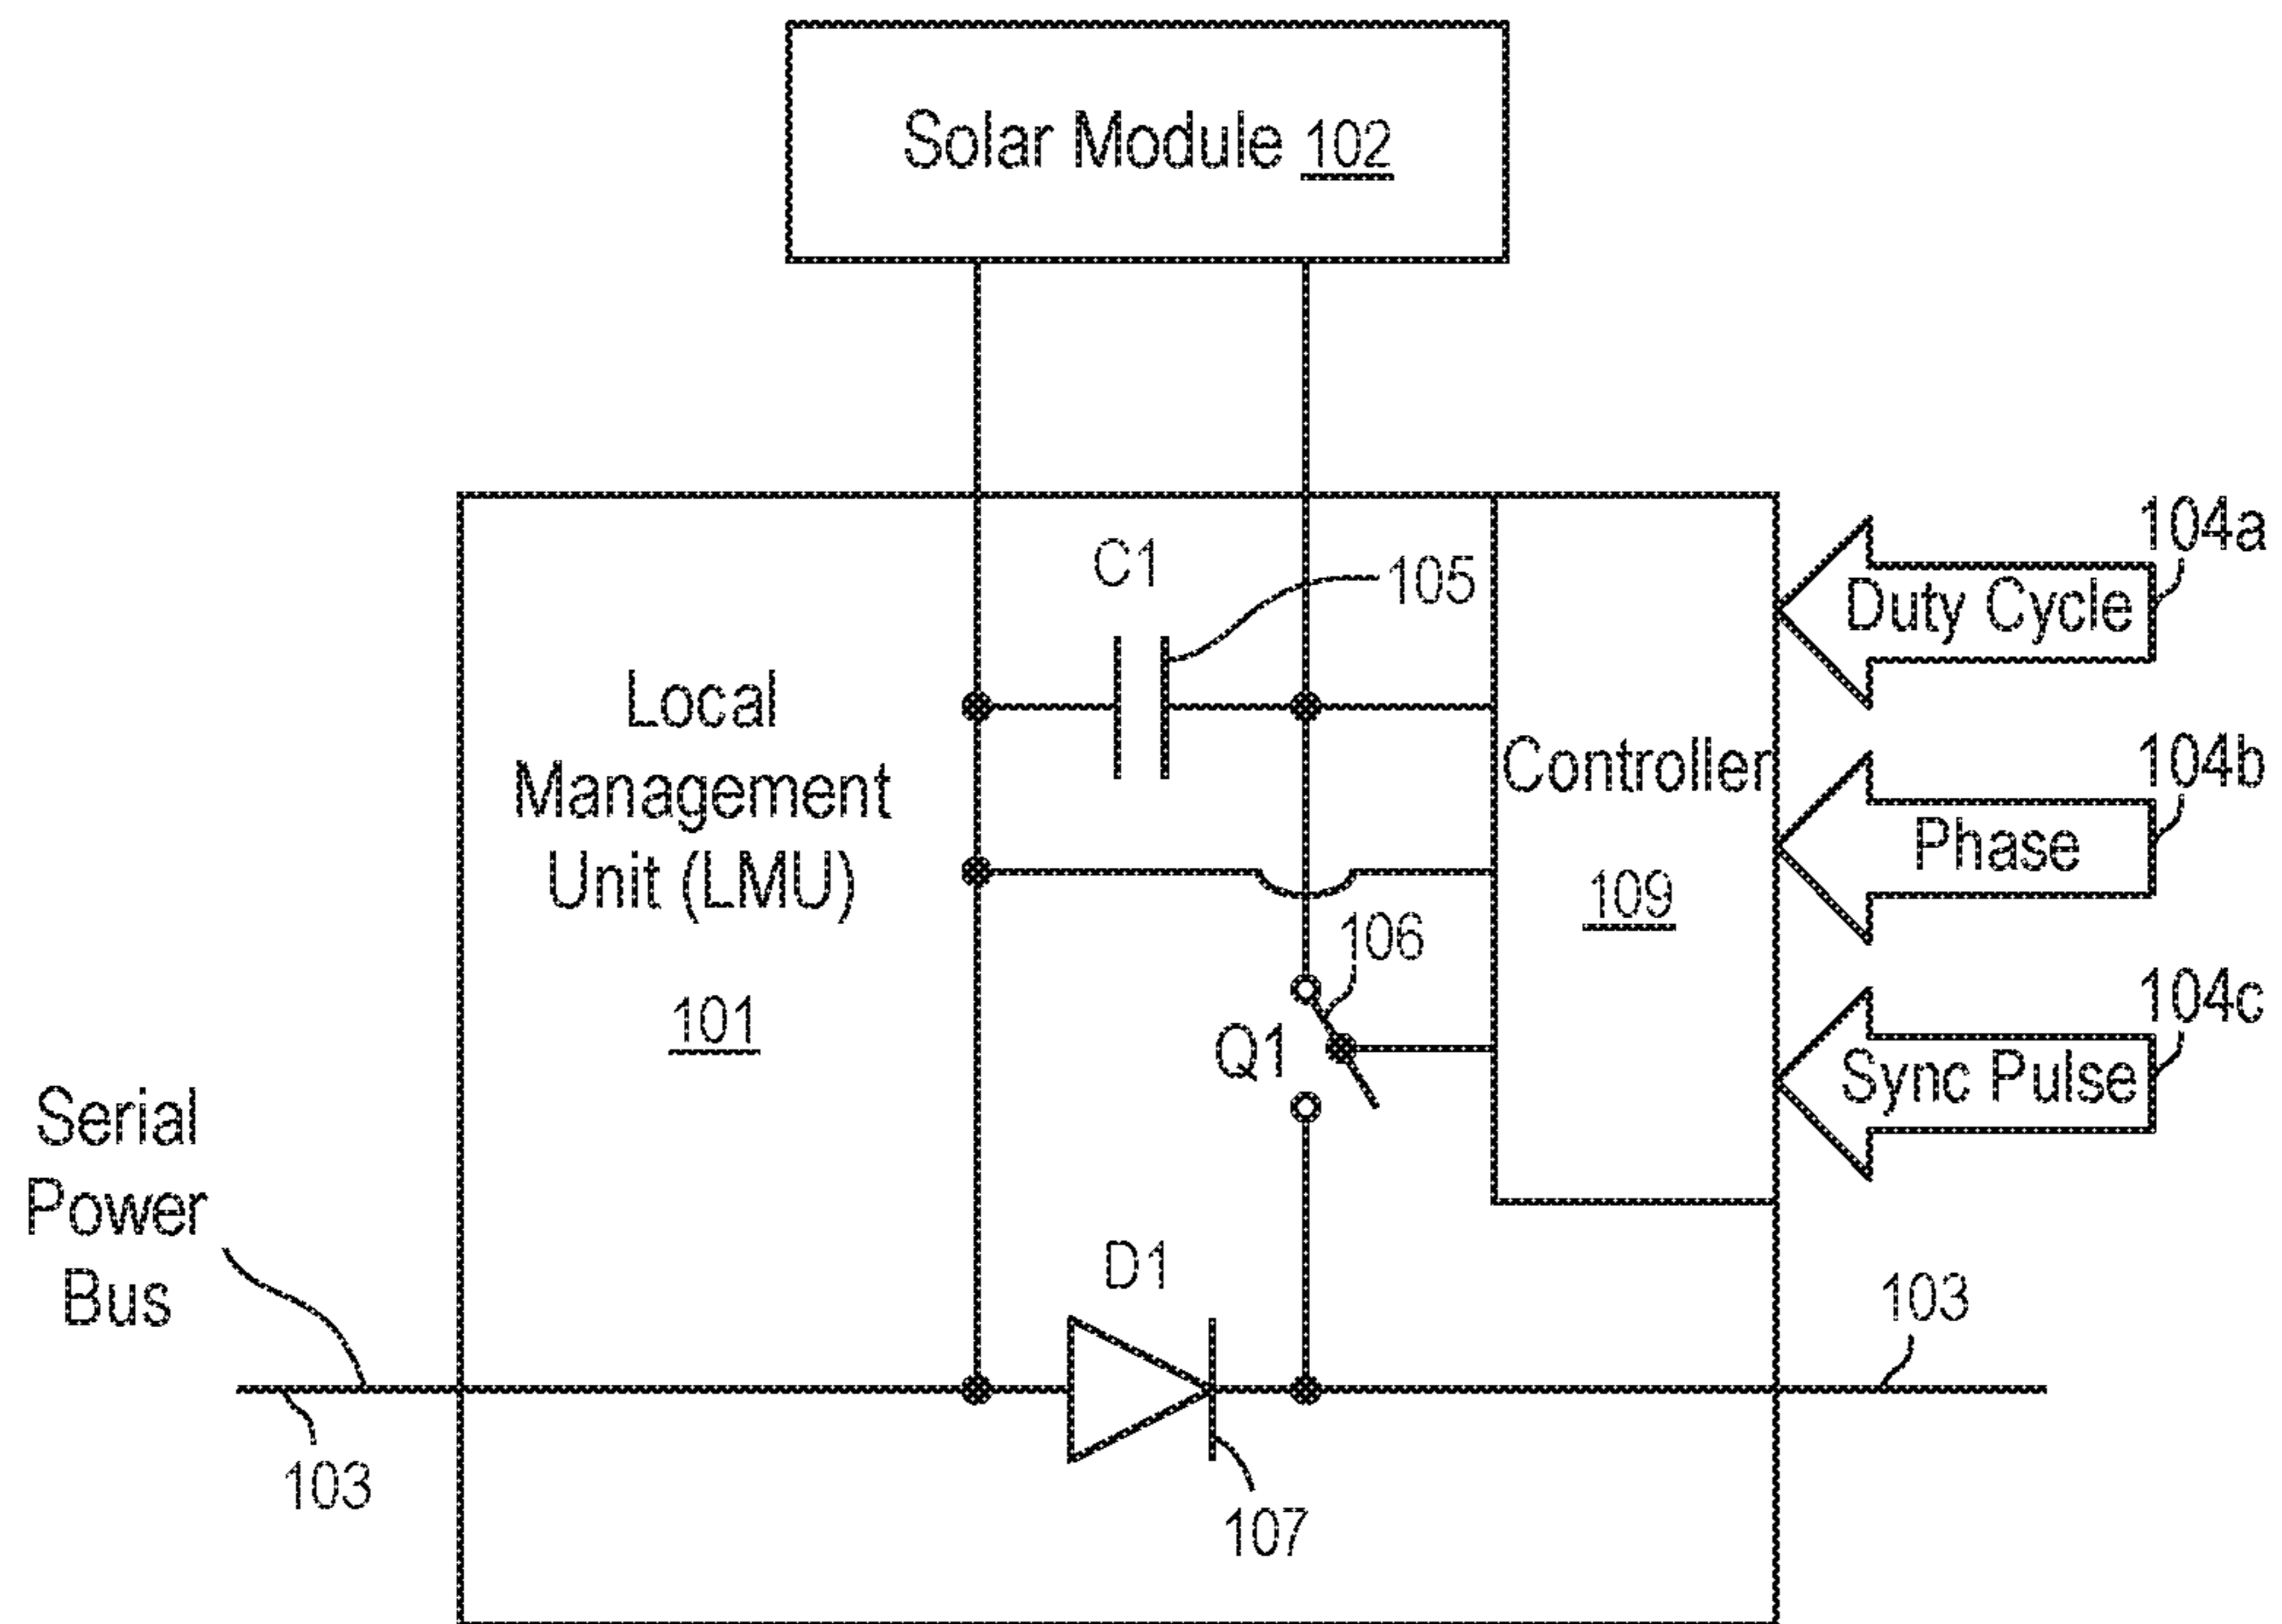 Solar Module 102
C1
105
104a
Duty Cycle
Local
Management
Unit (LMU)
101
Controller
109
104b
Phase
106
Q1
104c
Sync Pulse
Serial
Power
Bus
D1
103
103
107